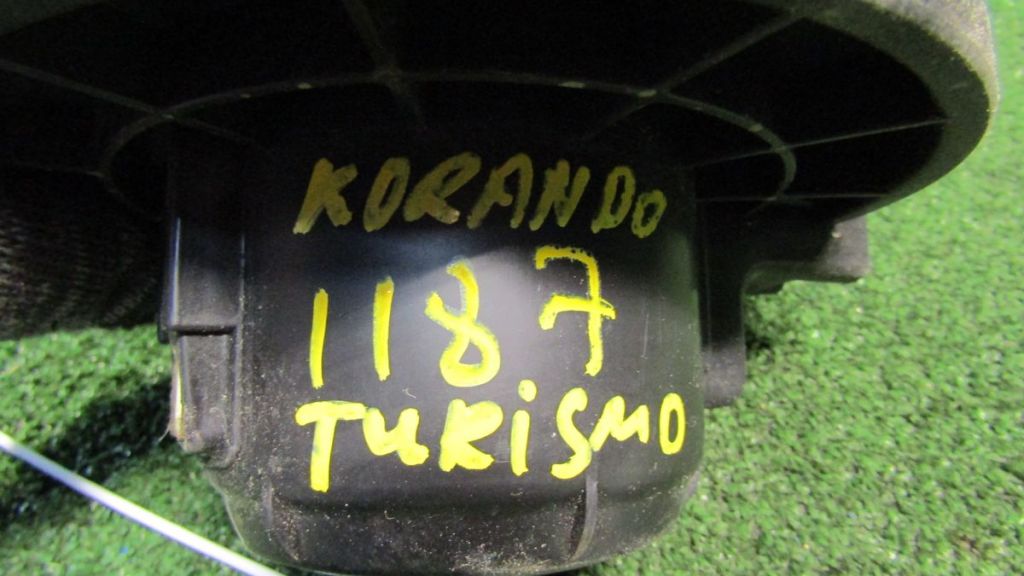 KORANDO
1187
TURiSMO